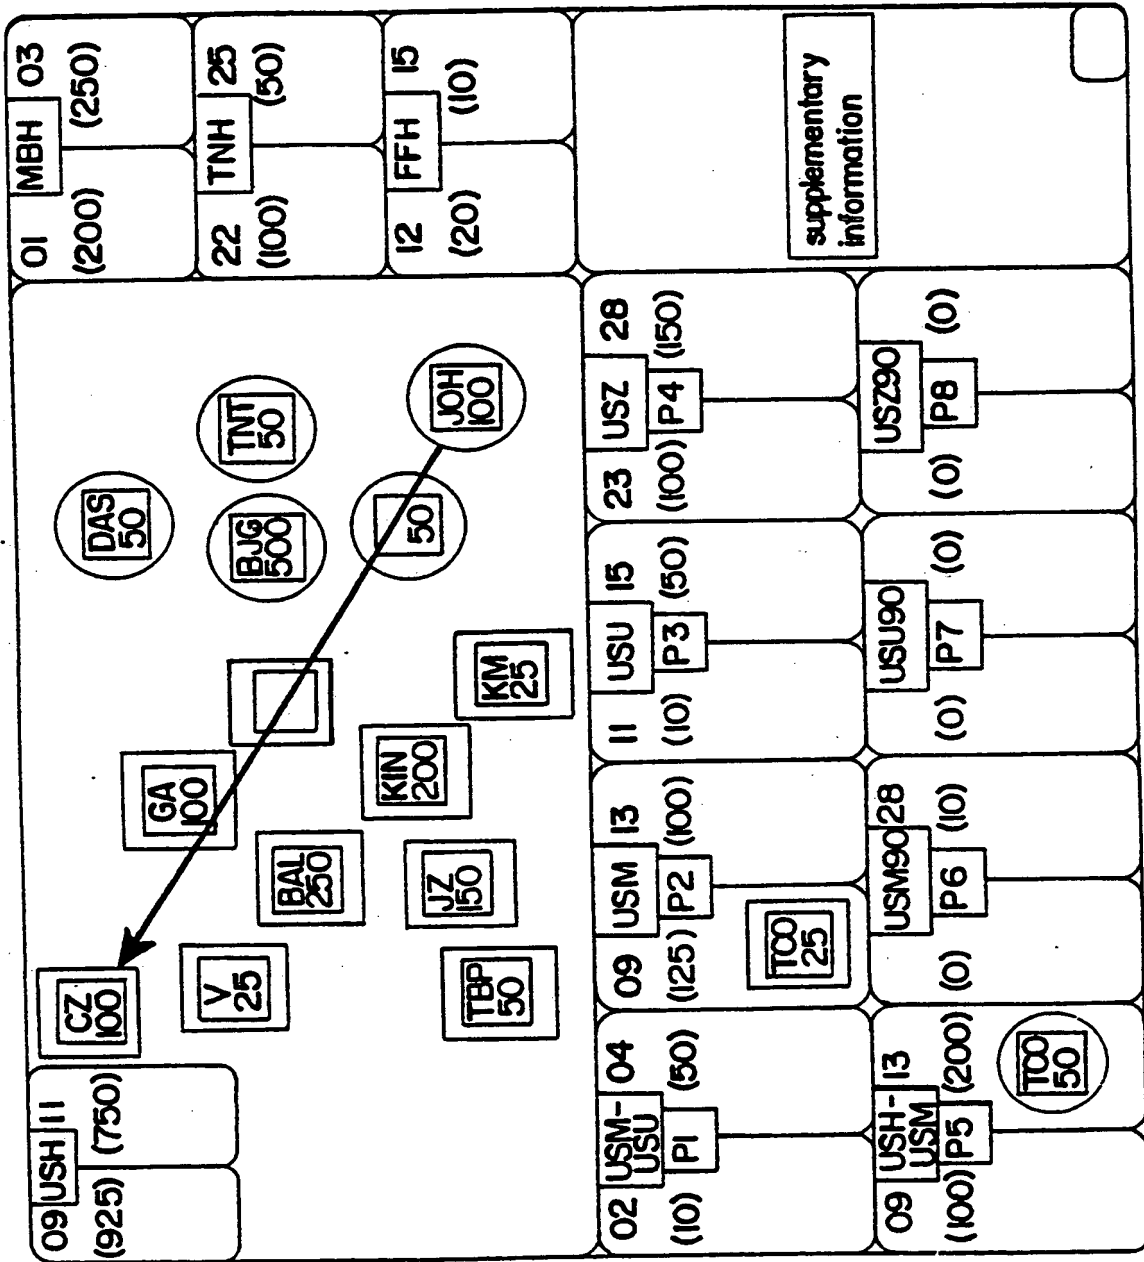 09 USH 11
(925) (750)
CZ
100
V
25
TBP
50
GA
100
BAL
250
JZ
150
KIN
200
KM
25
DAS
50
BJG
500
50
TNT
50
JOH
100
01 MBH 03
(200) (250)
22 TNH 25
(100) (50)
12 FFH 15
(20) (10)
02 USM-
USU 04
(10) P1 (50)
09 USM 13
(125) P2 (100)
TCO
25
11 USU 15
(10) P3 (50)
23 USZ 28
(100) P4 (150)
09 USH-
USM 13
(100) P5 (200)
TCO
50
USM90 28
(0) P6 (10)
USU90
(0) P7 (0)
USZ90
(0) P8 (0)
supplementary
information